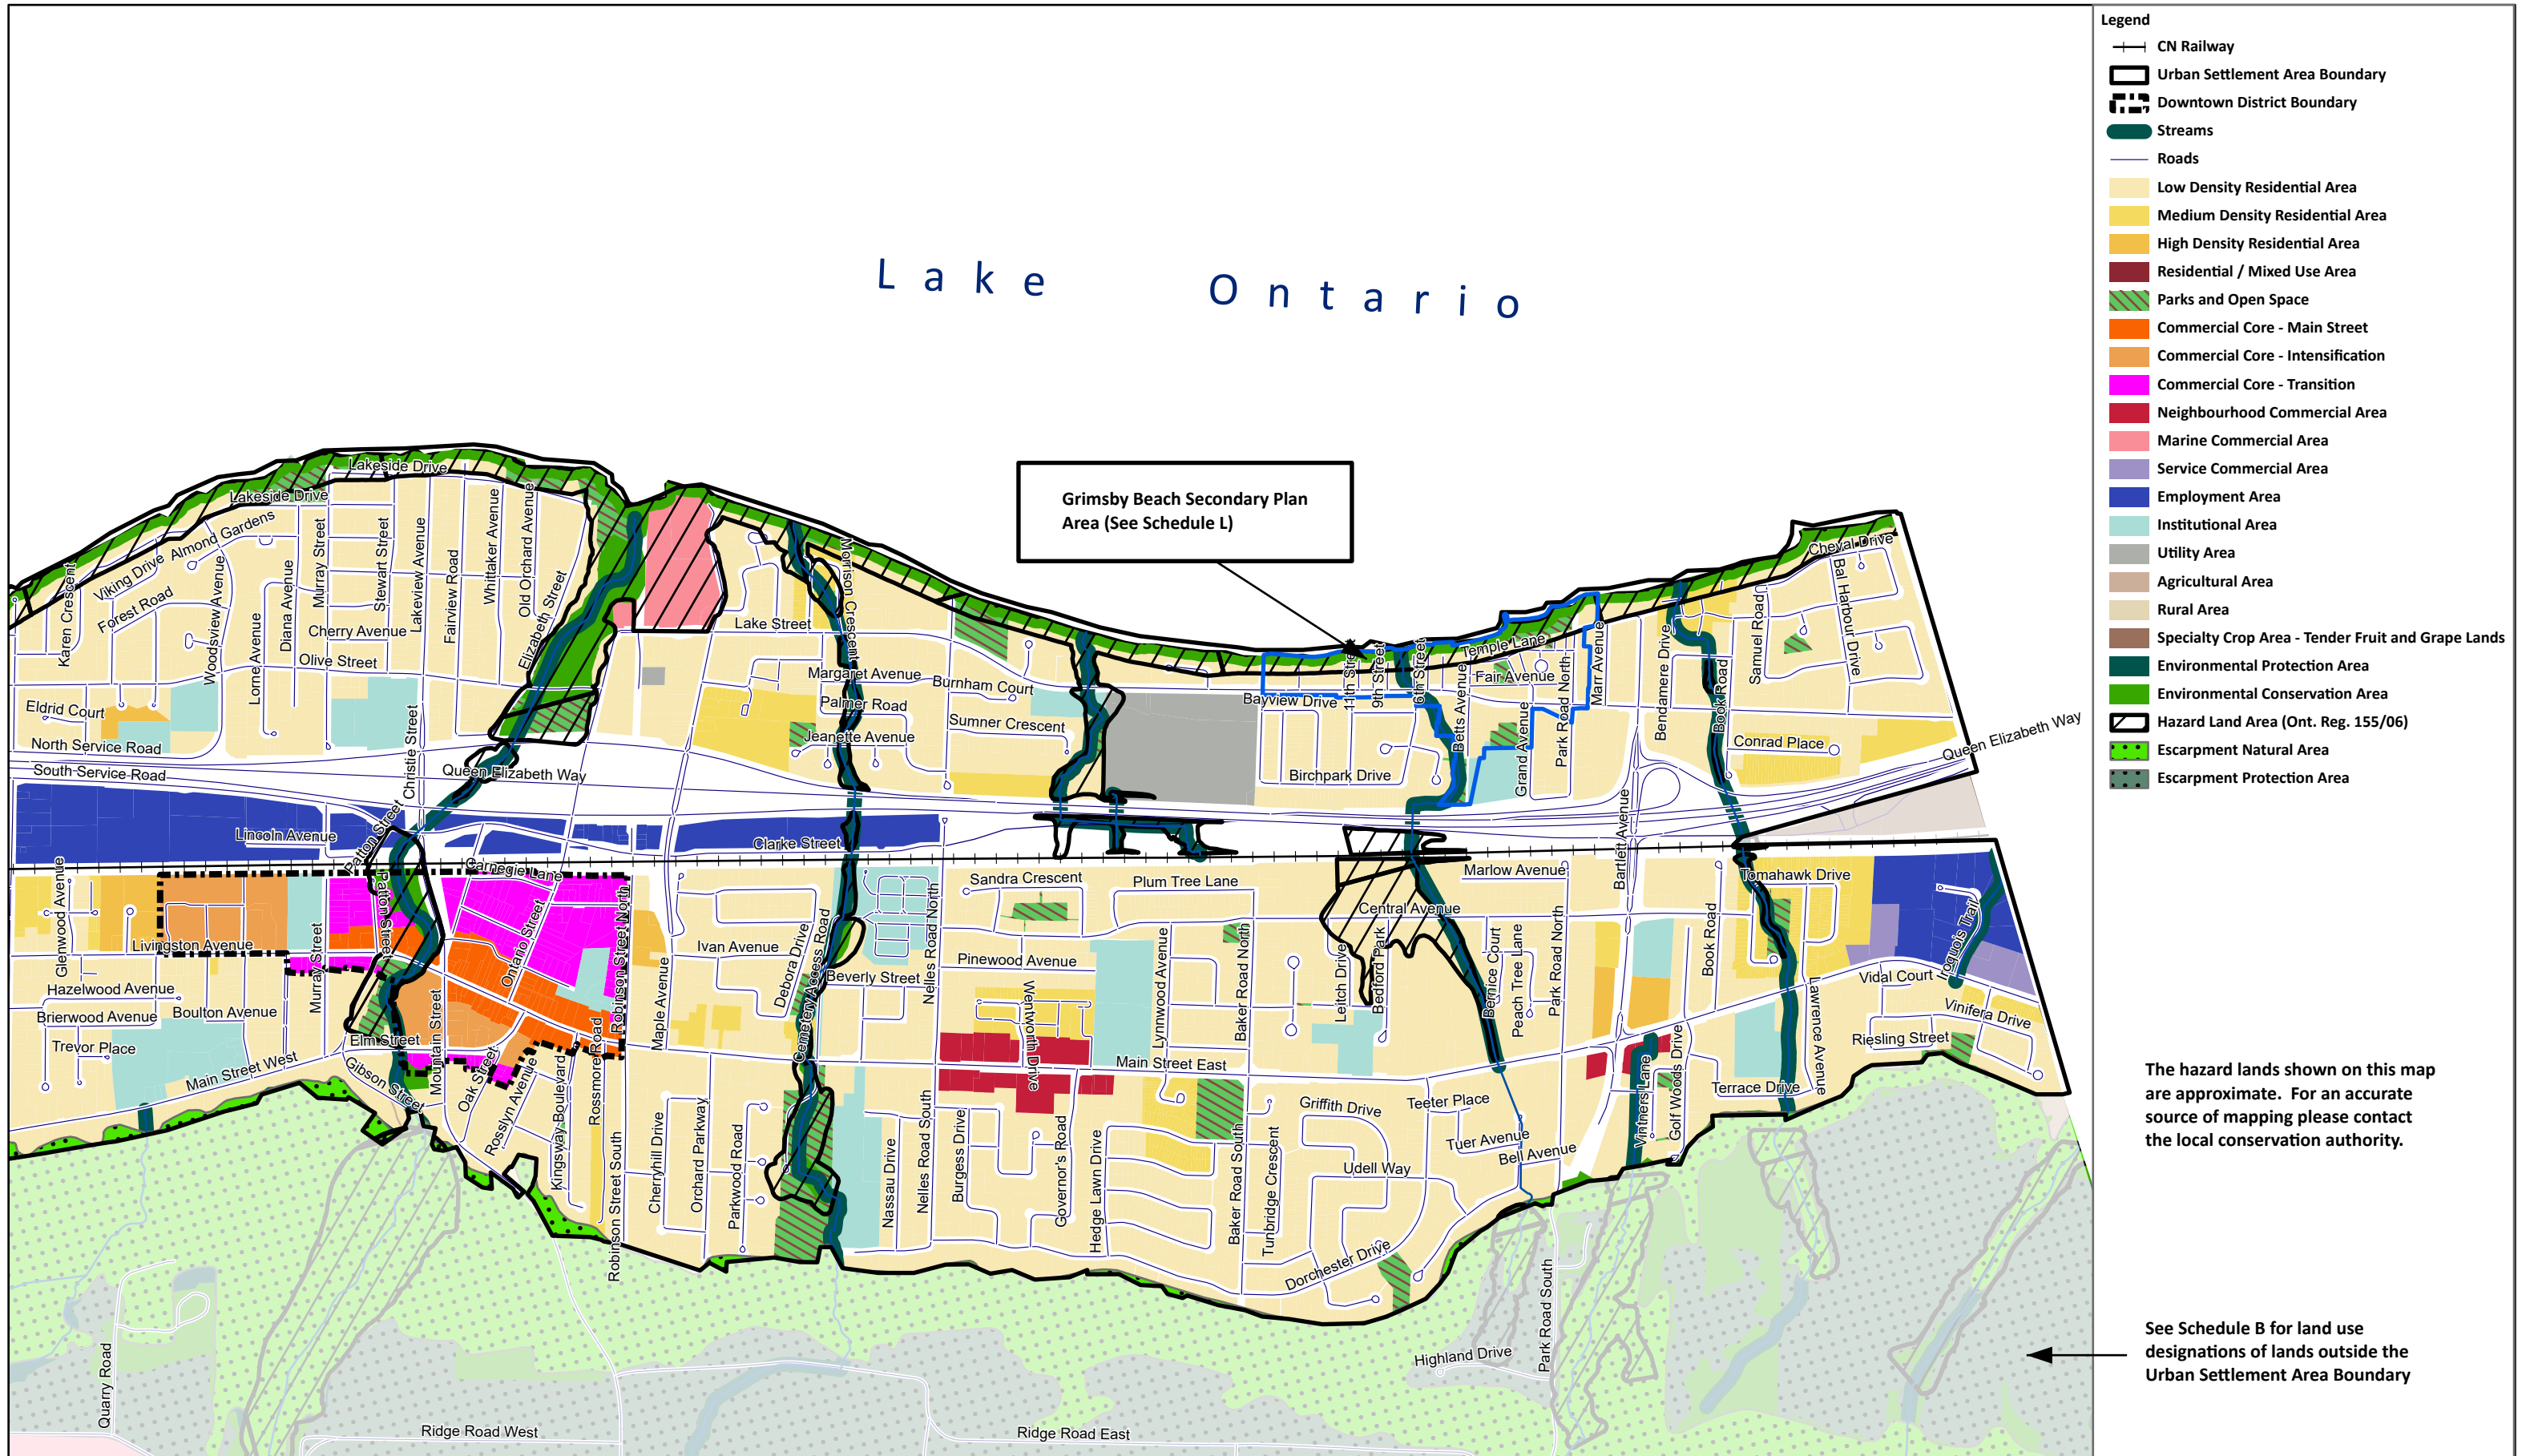 Legend
CN Railway
Urban Settlement Area Boundary
Downtown District Boundary
Streams
Roads
Low Density Residential Area
Medium Density Residential Area
High Density Residential Area
Residential / Mixed Use Area
Parks and Open Space
Commercial Core - Main Street
Commercial Core - Intensification
Commercial Core - Transition
Neighbourhood Commercial Area
Marine Commercial Area
Service Commercial Area
Employment Area
Institutional Area
Utility Area
Agricultural Area
Rural Area
Specialty Crop Area - Tender Fruit and Grape Lands
Environmental Protection Area
Environmental Conservation Area
Hazard Land Area (Ont. Reg. 155/06)
Escarpment Natural Area
Escarpment Protection Area
The hazard lands shown on this map
are approximate. For an accurate
source of mapping please contact
the local conservation authority.
See Schedule B for land use
designations of lands outside the
Urban Settlement Area Boundary
Lake Ontario
Grimsby Beach Secondary Plan
Area (See Schedule L)
Lakeside Drive
Lakeside Drive
Almond Gardens
Viking Drive
Forest Road
Karen Crescent
Woodsview Avenue
Lorne Avenue
Diana Avenue
Murray Street
Stewart Street
Lakeview Avenue
Fairview Road
Whittaker Avenue
Old Orchard Avenue
Elizabeth Street
Cherry Avenue
Olive Street
Eldrid Court
North Service Road
South Service Road
Christie Street
Queen Elizabeth Way
Lincoln Avenue
Patton Street
Patton Street
Carnegie Lane
Clarke Street
Lake Street
Morrison Crescent
Margaret Avenue
Palmer Road
Jeanette Avenue
Burnham Court
Sumner Crescent
Bayview Drive
11th Stre
9th Street
6th Street
Temple Lane
Fair Avenue
Betts Avenue
Grand Avenue
Park Road North
Marr Avenue
Birchpark Drive
Bendamere Drive
Book Road
Samuel Road
Cheval Drive
Bal Harbour Drive
Conrad Place
Queen Elizabeth Way
Bartlett Avenue
Glenwood Avenue
Livingston Avenue
Hazelwood Avenue
Brierwood Avenue
Boulton Avenue
Trevor Place
Murray Street
Main Street West
Elm Street
Gibson Street
Mountain Street
Oak Street
Ontario Street
Rosslyn Avenue
Kingsway Boulevard
Rossmore Road
Robinson Street North
Robinson Street South
Maple Avenue
Ivan Avenue
Debora Drive
Cemetery Access Road
Beverly Street
Nelles Road North
Sandra Crescent
Plum Tree Lane
Pinewood Avenue
Wentworth Drive
Lynnwood Avenue
Baker Road North
Main Street East
Cherryhill Drive
Orchard Parkway
Parkwood Road
Nassau Drive
Nelles Road South
Burgess Drive
Governor's Road
Hedge Lawn Drive
Baker Road South
Tunbridge Crescent
Griffith Drive
Teeter Place
Tuer Avenue
Bell Avenue
Udell Way
Dorchester Drive
Central Avenue
Marlow Avenue
Leitch Drive
Bedford Park
Bernice Court
Peach Tree Lane
Park Road North
Book Road
Tomahawk Drive
Iroquois Trail
Vidal Court
Vinifera Drive
Riesling Street
Lawrence Avenue
Terrace Drive
Golf Woods Drive
Vintners Lane
Park Road South
Highland Drive
Quarry Road
Ridge Road West
Ridge Road East